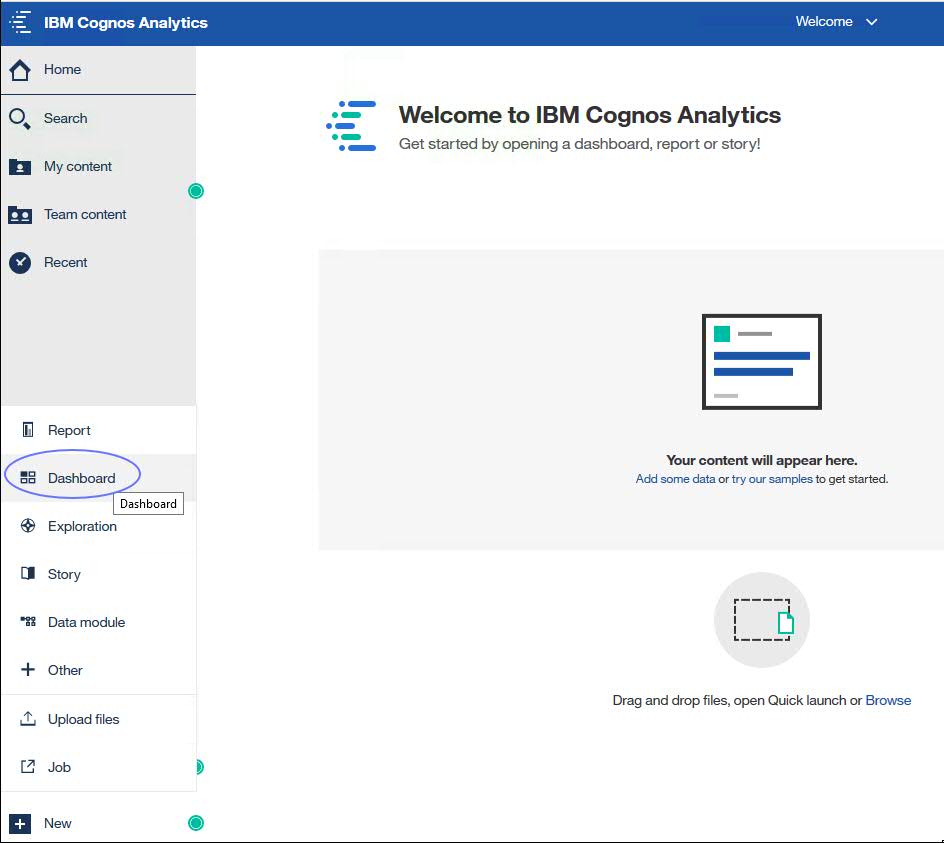 IBM Cognos Analytics
Welcome
Home
Search
My content
Team content
Recent
Report
Dashboard
Dashboard
Exploration
Story
Data module
Other
Upload files
Job
New
Welcome to IBM Cognos Analytics
Get started by opening a dashboard, report or story!
Your content will appear here.
Add some data or try our samples to get started.
Drag and drop files, open Quick launch or Browse